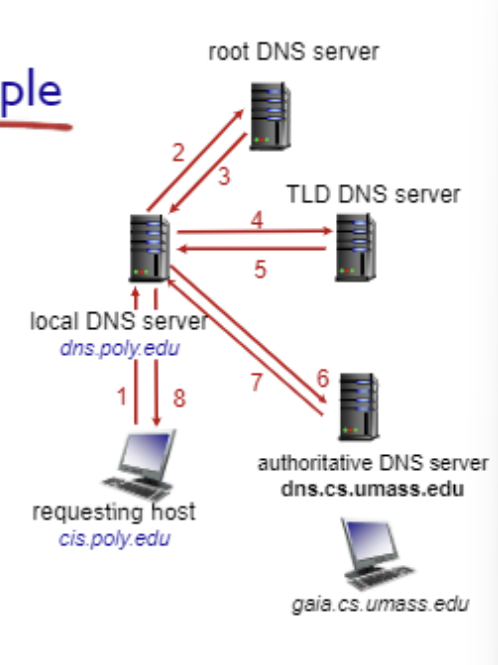 root DNS server
ple
2
3
TLD DNS server
4
5
local DNS server
dns.poly.edu
1
8
7
6
authoritative DNS server
dns.cs.umass.edu
requesting host
cis.poly.edu
gaia.cs.umass.edu